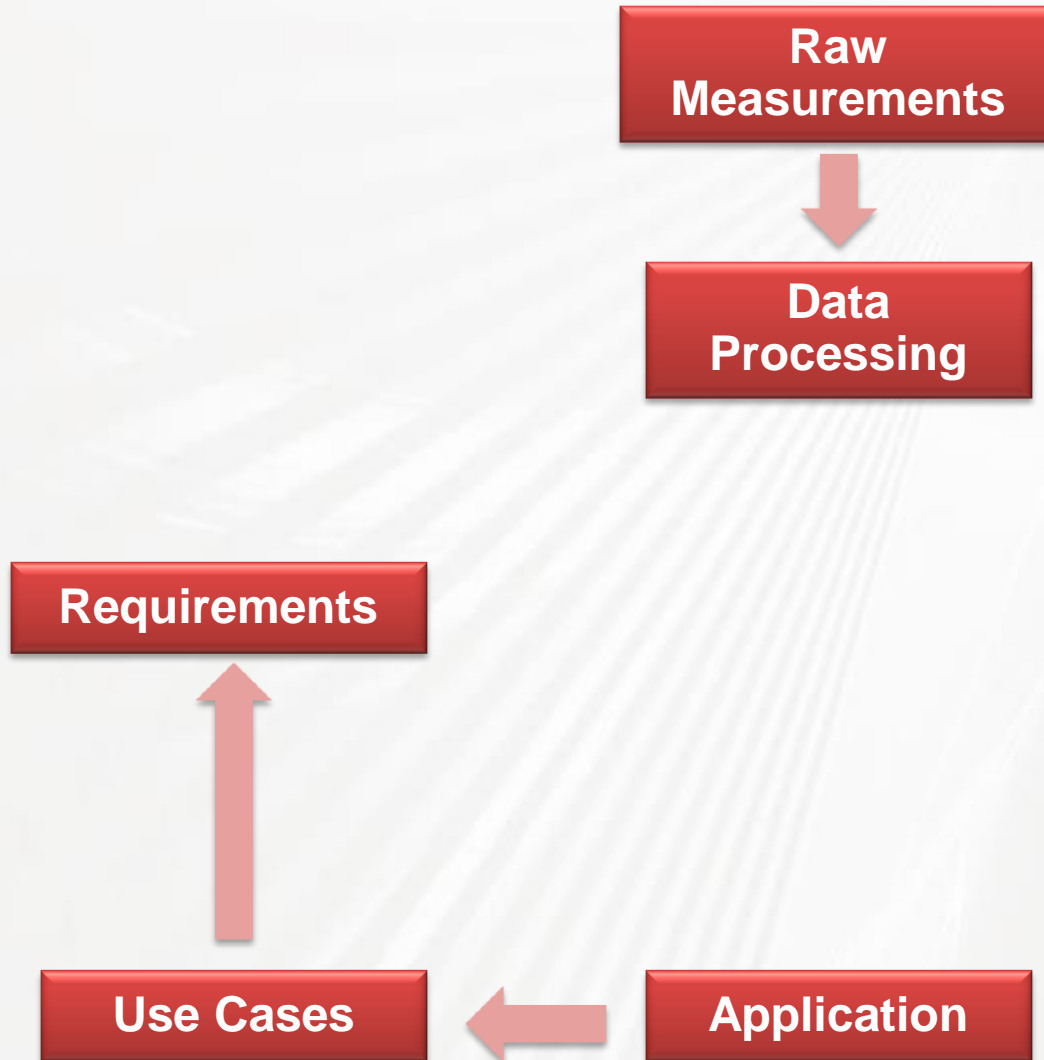 Raw
Measurements
Data
Processing
Requirements
Use Cases
Application